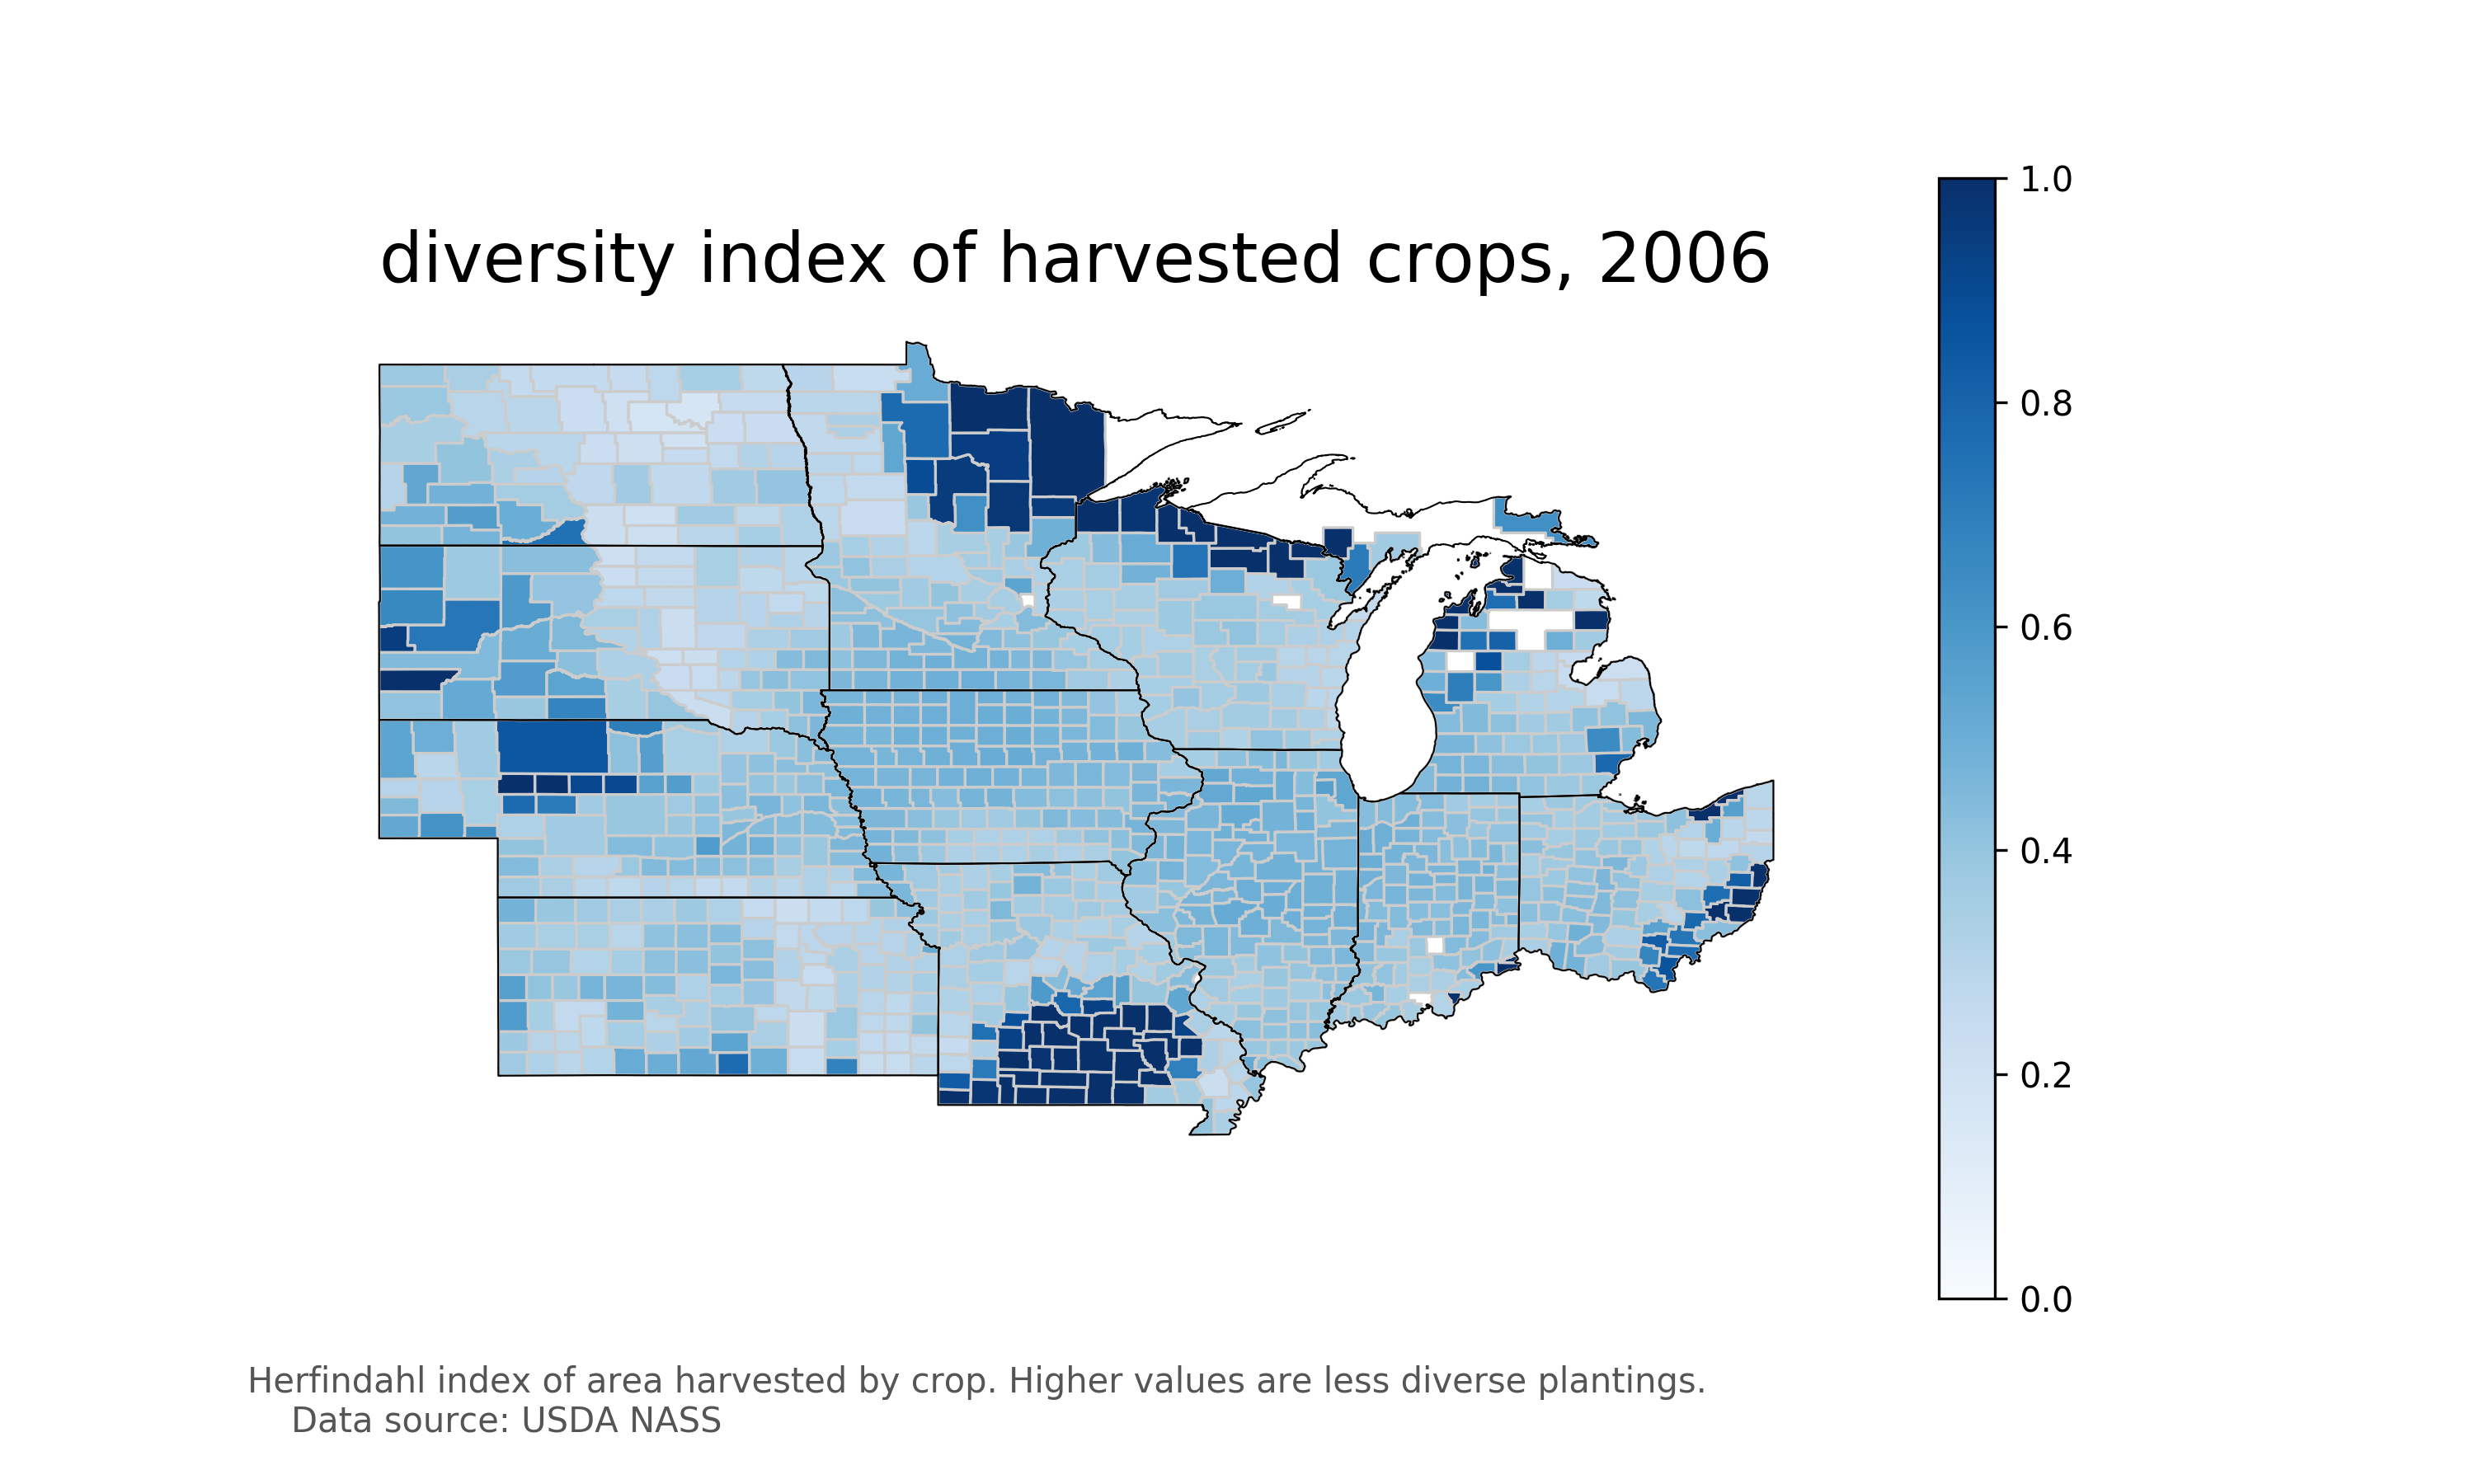 diversity index of harvested crops, 2006
1.0
0.8
0.6
0.4
0.2
0.0
Herfindahl index of area harvested by crop. Higher values are less diverse plantings.
Data source: USDA NASS